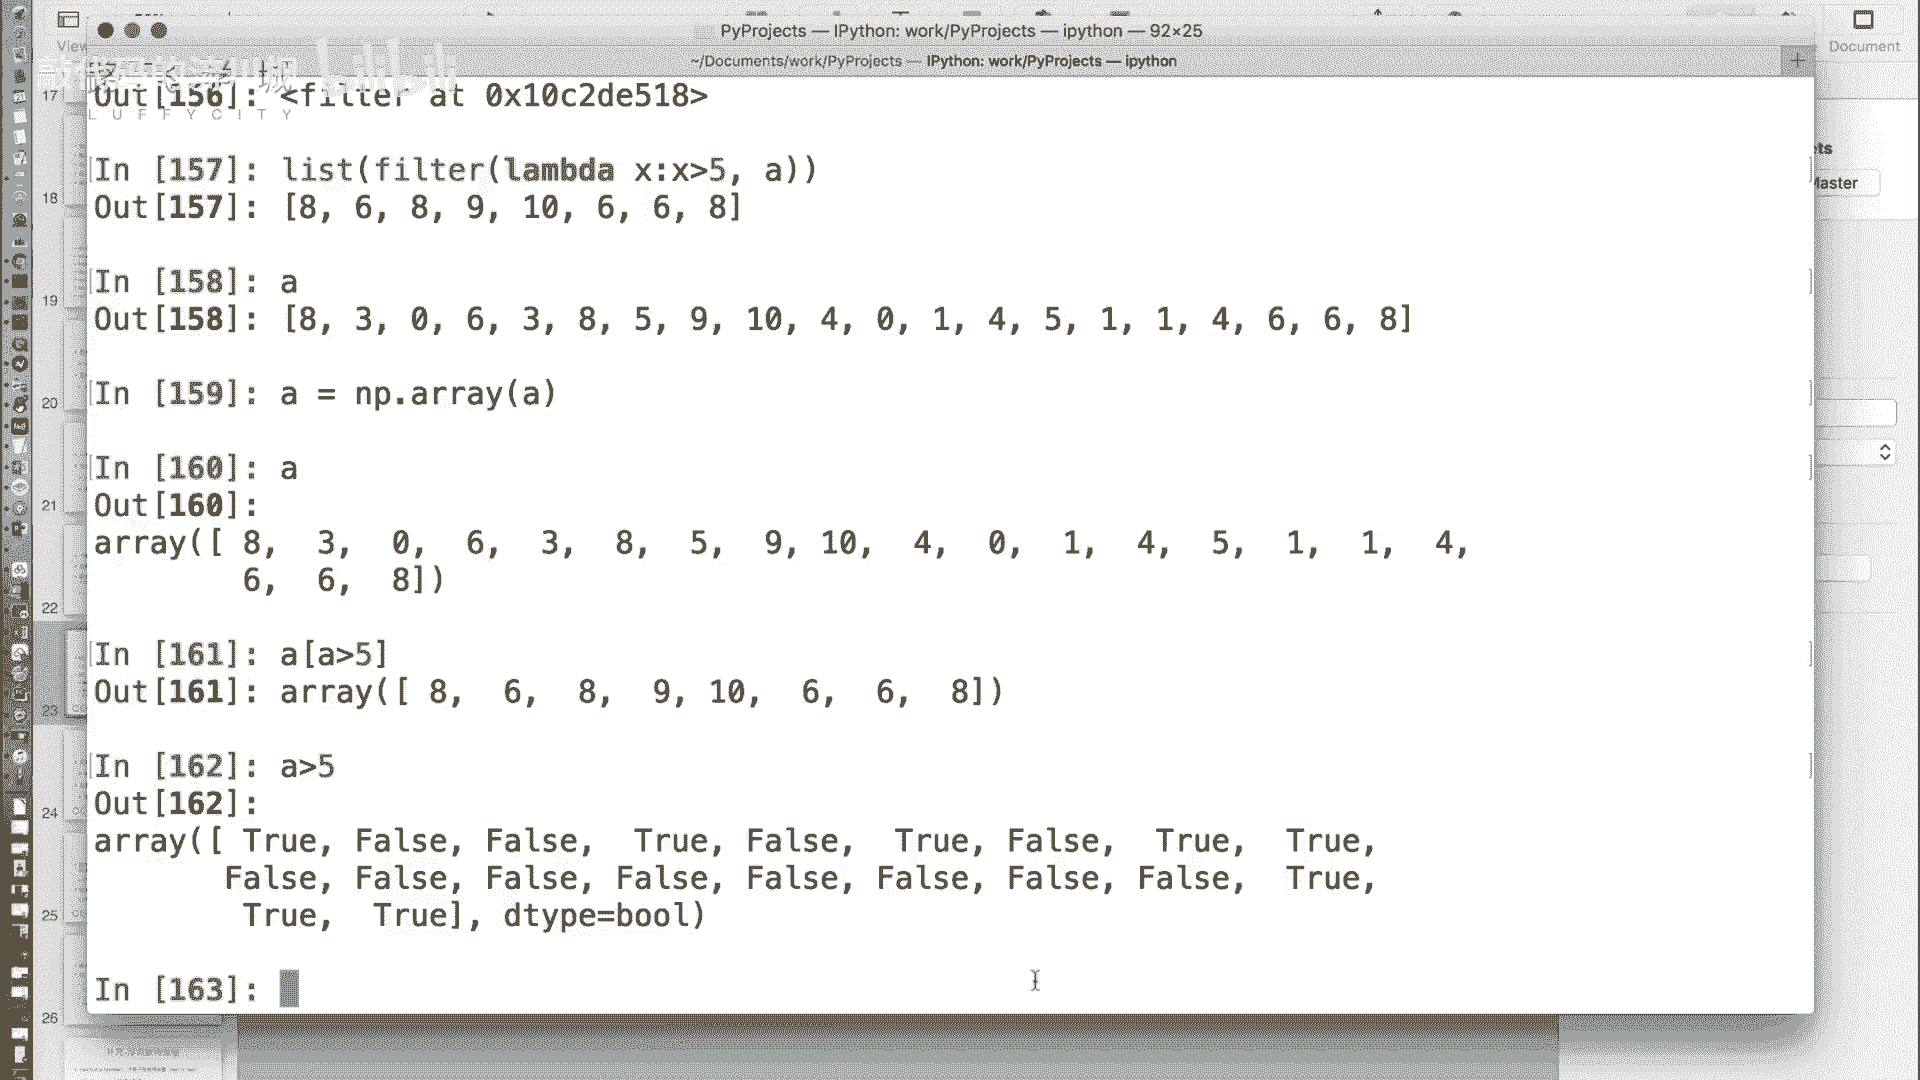 PyProjects — IPython: work/PyProjects — ipython — 92×25
View
Document
~/Documents/work/PyProjects — IPython: work/PyProjects — ipython
LUFFYCITY
Out[156]: <filter at 0x10c2de518>
In [157]: list(filter(lambda x:x>5, a))
Out[157]: [8, 6, 8, 9, 10, 6, 6, 8]
In [158]: a
Out[158]: [8, 3, 0, 6, 3, 8, 5, 9, 10, 4, 0, 1, 4, 5, 1, 1, 4, 6, 6, 8]
In [159]: a = np.array(a)
In [160]: a
Out[160]:
array([ 8, 3, 0, 6, 3, 8, 5, 9, 10, 4, 0, 1, 4, 5, 1, 1, 4,
6, 6, 8])
In [161]: a[a>5]
Out[161]: array([ 8, 6, 8, 9, 10, 6, 6, 8])
In [162]: a>5
Out[162]:
array([ True, False, False, True, False, True, False, True, True,
False, False, False, False, False, False, False, False, True,
True, True], dtype=bool)
In [163]:
17
18
19
20
21
22
23
24
25
26